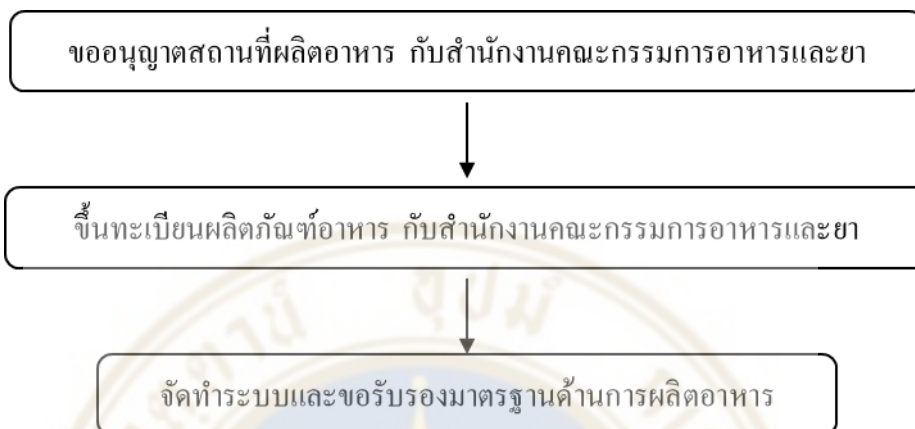 ขออนุญาตสถานที่ผลิตอาหาร กับสำนักงานคณะกรรมการอาหารและยา
ขึ้นทะเบียนผลิตภัณฑ์อาหาร กับสำนักงานคณะกรรมการอาหารและยา
จัดทำระบบและขอรับรองมาตรฐานด้านการผลิตอาหาร